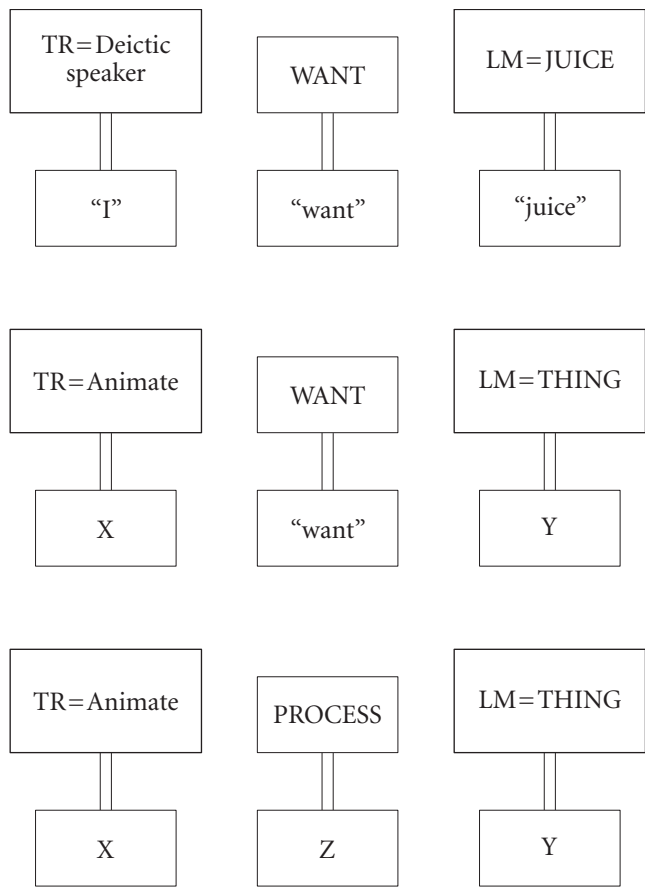 TR=Deictic
speaker
WANT
LM=JUICE
“I”
“want”
“juice”
TR=Animate
WANT
LM=THING
X
“want”
Y
TR=Animate
PROCESS
LM=THING
X
Z
Y